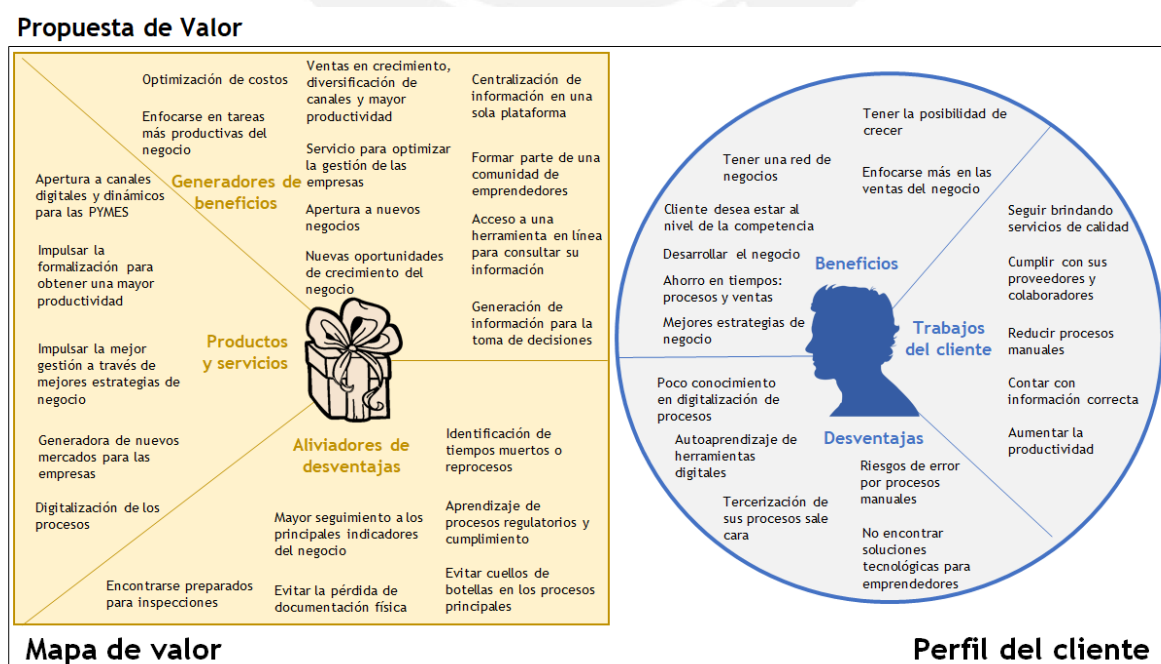 Propuesta de Valor
Optimización de costos
Enfocarse en tareas
más productivas del
negocio
Ventas en crecimiento,
diversificación de
canales y mayor
productividad
Servicio para optimizar
la gestión de las
empresas
Apertura a nuevos
negocios
Nuevas oportunidades
de crecimiento del
negocio
Centralización de
información en una
sola plataforma
Formar parte de una
comunidad de
emprendedores
Acceso a una
herramienta en línea
para consultar su
información
Generación de
información para la
toma de decisiones
Generadores de
beneficios
Apertura a canales
digitales y dinámicos
para las PYMES
Impulsar la
formalización para
obtener una mayor
productividad
Impulsar la mejor
gestión a través de
mejores estrategias de
negocio
Generadora de nuevos
mercados para las
empresas
Digitalización de los
procesos
Productos
y servicios
Aliviadores de
desventajas
Identificación de
tiempos muertos o
reprocesos
Mayor seguimiento a los
principales indicadores
del negocio
Aprendizaje de
procesos regulatorios y
cumplimiento
Encontrarse preparados
para inspecciones
Evitar la pérdida de
documentación física
Evitar cuellos de
botellas en los procesos
principales
Mapa de valor
Tener la posibilidad de
crecer
Tener una red de
negocios
Enfocarse más en las
ventas del negocio
Cliente desea estar al
nivel de la competencia
Desarrollar el negocio
Ahorro en tiempos:
procesos y ventas
Mejores estrategias de
negocio
Beneficios
Trabajos
del cliente
Seguir brindando
servicios de calidad
Cumplir con sus
proveedores y
colaboradores
Reducir procesos
manuales
Contar con
información correcta
Aumentar la
productividad
Desventajas
Poco conocimiento
en digitalización de
procesos
Autoaprendizaje de
herramientas
digitales
Tercerización de
sus procesos sale
cara
Riesgos de error
por procesos
manuales
No encontrar
soluciones
tecnológicas para
emprendedores
Perfil del cliente